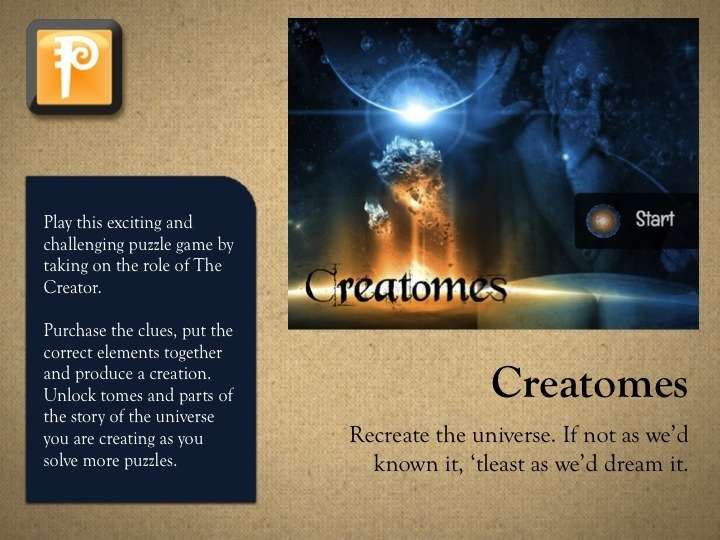 P
Play this exciting and
challenging puzzle game by
taking on the role of The
Creator.
Purchase the clues, put the
correct elements together
and produce a creation.
Unlock tomes and parts of
the story of the universe
you are creating as you
solve more puzzles.
Start
Creatomes
Creatomes
Recreate the universe. If not as we’d
known it, ‘tleast as we’d dream it.